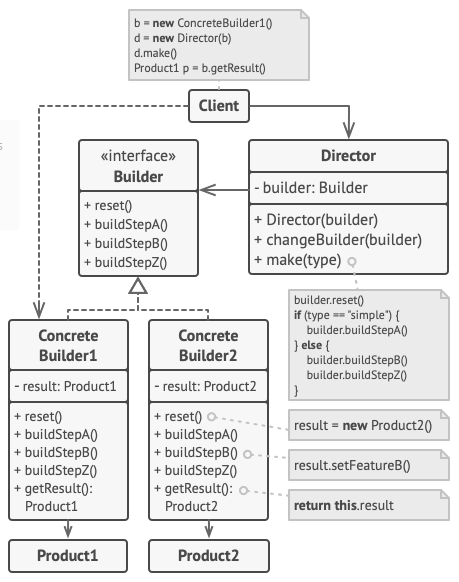 b = new ConcreteBuilder1()
d = new Director(b)
d.make()
Product1 p = b.getResult()
Client
s
«interface»
Builder
+ reset()
+ buildStepA()
+ buildStepB()
+ buildStepZ()
Director
- builder: Builder
+ Director(builder)
+ changeBuilder(builder)
+ make(type)
builder.reset()
if (type == "simple") {
builder.buildStepA()
} else {
builder.buildStepB()
builder.buildStepZ()
}
Concrete
Builder1
- result: Product1
+ reset()
+ buildStepA()
+ buildStepB()
+ buildStepZ()
+ getResult():
Product1
Concrete
Builder2
- result: Product2
+ reset()
+ buildStepA()
+ buildStepB()
+ buildStepZ()
+ getResult():
Product2
result = new Product2()
result.setFeatureB()
return this.result
Product1
Product2